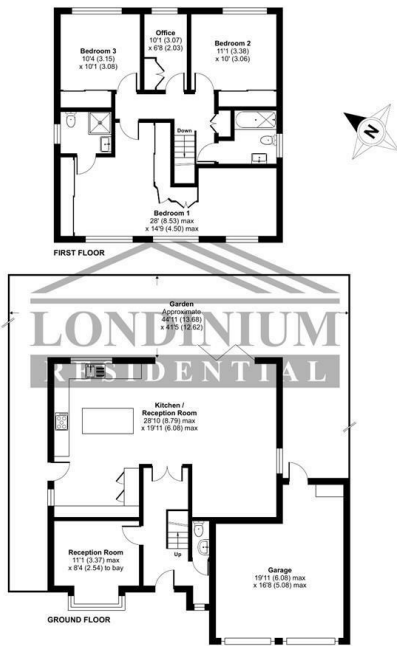 Office
10'1 (3.07)
x 6'8 (2.03)
Bedroom 3
10'4 (3.15)
x 10'1 (3.08)
Bedroom 2
11'1 (3.38)
x 10' (3.06)
N
Down
Bedroom 1
28' (8.53) max
x 14'9 (4.50) max
FIRST FLOOR
Garden
Approximate
44'11 (13.68)
x 41'5 (12.62)
LONDINIUM
RESIDENTIAL
Kitchen /
Reception Room
28'10 (8.79) max
x 19'11 (6.08) max
Reception Room
11'1 (3.37) max
x 8'4 (2.54) to bay
Up
Garage
19'11 (6.08) max
x 16'8 (5.08) max
GROUND FLOOR